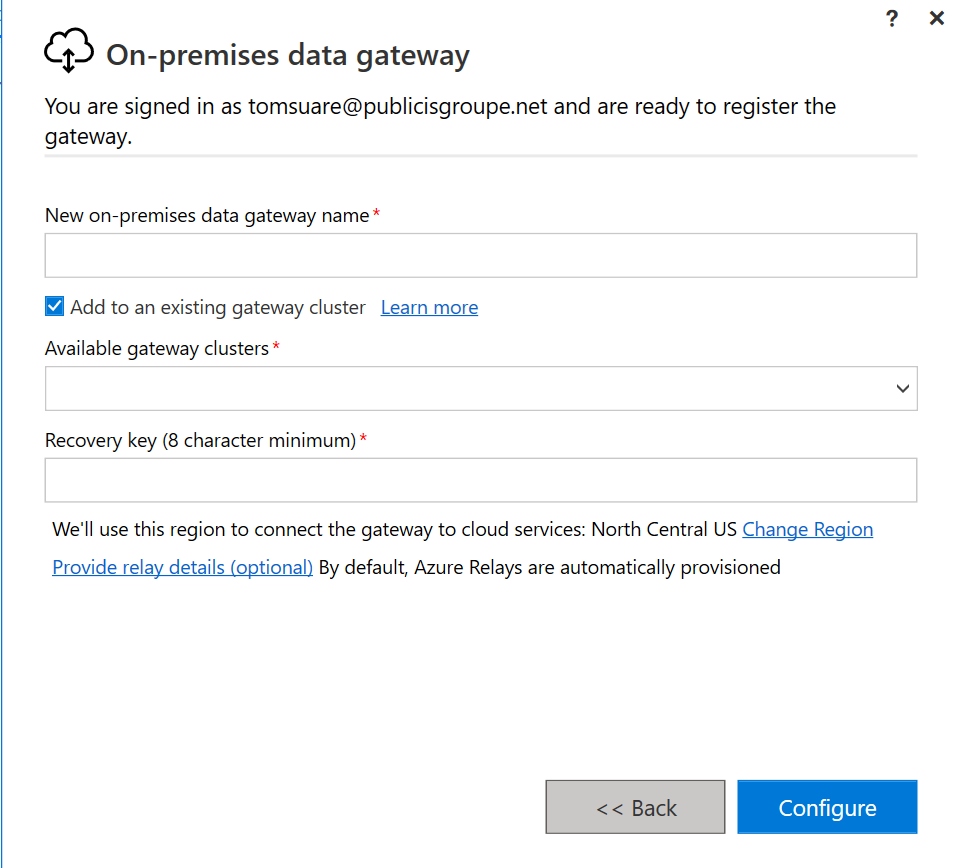 ?
On-premises data gateway
You are signed in as tomsuare@publicisgroupe.net and are ready to register the
gateway.
New on-premises data gateway name*
Add to an existing gateway cluster Learn more
Available gateway clusters*
Recovery key (8 character minimum)*
We'll use this region to connect the gateway to cloud services: North Central US Change Region
Provide relay details (optional) By default, Azure Relays are automatically provisioned
<< Back
Configure